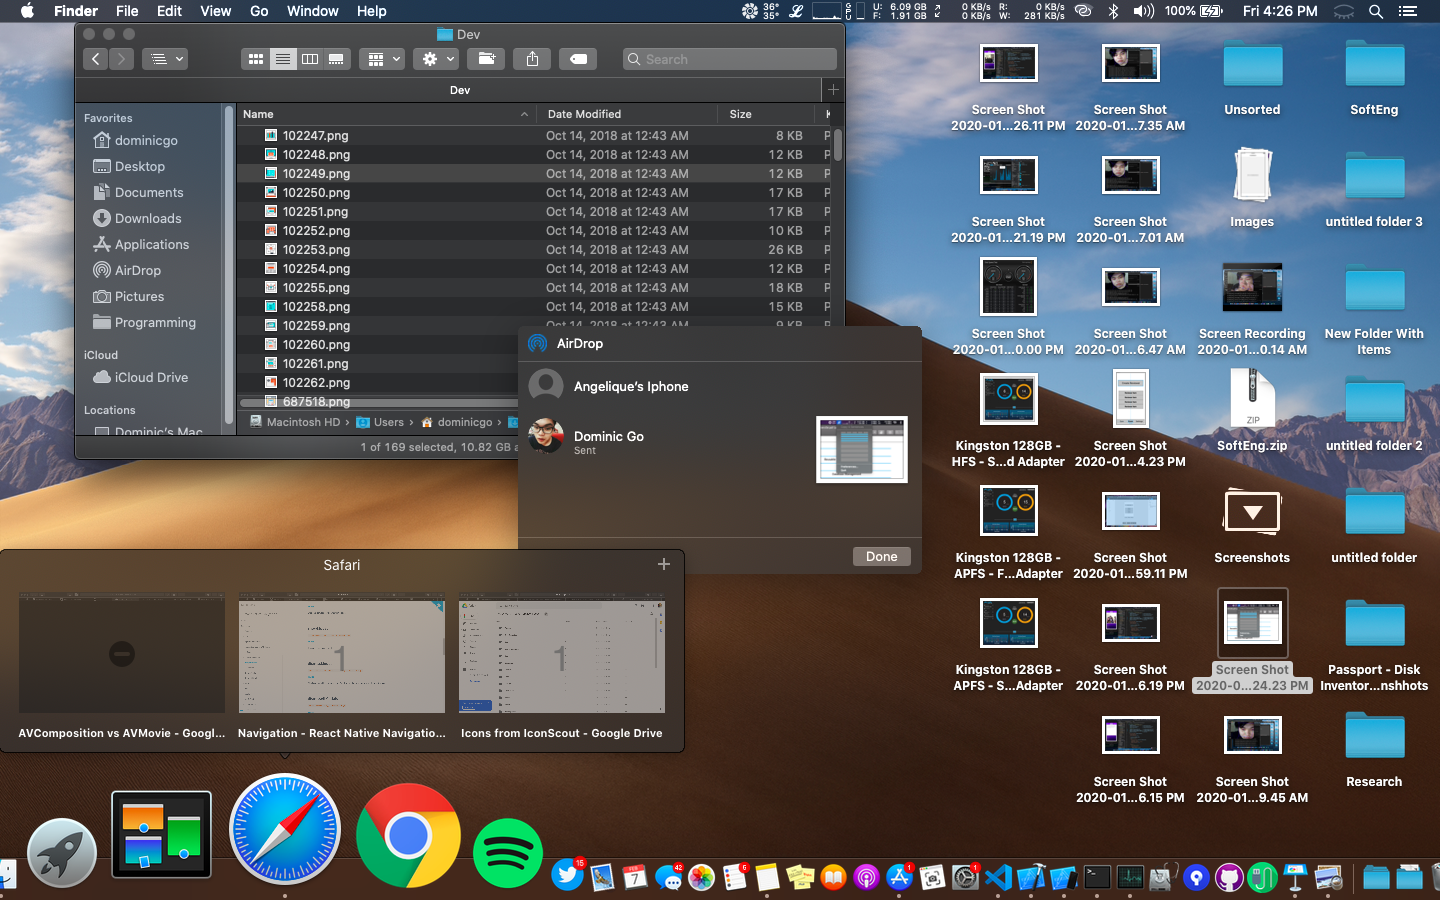 Finder File Edit View Go Window Help
36° 35° U: 6.09 GB F: 1.91 GB 0 KB/s 0 KB/s R: 0 KB/s W: 281 KB/s 100% Fri 4:26 PM
Dev
Search
Dev
Favorites
dominicgo
Desktop
Documents
Downloads
Applications
AirDrop
Pictures
Programming
iCloud
iCloud Drive
Locations
Dominic's Mac
Name Date Modified Size
102247.png Oct 14, 2018 at 12:43 AM 8 KB P
102248.png Oct 14, 2018 at 12:43 AM 12 KB P
102249.png Oct 14, 2018 at 12:43 AM 12 KB P
102250.png Oct 14, 2018 at 12:43 AM 17 KB P
102251.png Oct 14, 2018 at 12:43 AM 17 KB P
102252.png Oct 14, 2018 at 12:43 AM 10 KB P
102253.png Oct 14, 2018 at 12:43 AM 26 KB P
102254.png Oct 14, 2018 at 12:43 AM 12 KB P
102255.png Oct 14, 2018 at 12:43 AM 18 KB P
102258.png Oct 14, 2018 at 12:43 AM 15 KB P
102259.png Oct 14, 2018 at 12:43 AM 9 KB P
102260.png
102261.png
102262.png
687518.png
Macintosh HD › Users › dominicgo ›
1 of 169 selected, 10.82 GB a
AirDrop
Angelique's Iphone
Dominic Go
Sent
Done
Safari
1 1
AVComposition vs AVMovie - Googl...
Navigation - React Native Navigatio...
Icons from IconScout - Google Drive
Screen Shot
2020-01...26.11 PM
Screen Shot
2020-01...7.35 AM
Unsorted
SoftEng
Screen Shot
2020-01...21.19 PM
Screen Shot
2020-01...7.01 AM
Images
untitled folder 3
Screen Shot
2020-01...0.00 PM
Screen Shot
2020-01...6.47 AM
Screen Recording
2020-01...0.14 AM
New Folder With
Items
Kingston 128GB -
HFS - S...d Adapter
Screen Shot
2020-01...4.23 PM
ZIP
SoftEng.zip
untitled folder 2
Kingston 128GB -
APFS - F...Adapter
Screen Shot
2020-01...59.11 PM
Screenshots
untitled folder
Kingston 128GB -
APFS - S...Adapter
Screen Shot
2020-01...6.19 PM
Screen Shot
2020-0...24.23 PM
Passport - Disk
Inventor...nshhots
Screen Shot
2020-01...6.15 PM
Screen Shot
2020-01...9.45 AM
Research
15 7 42 6 1 1